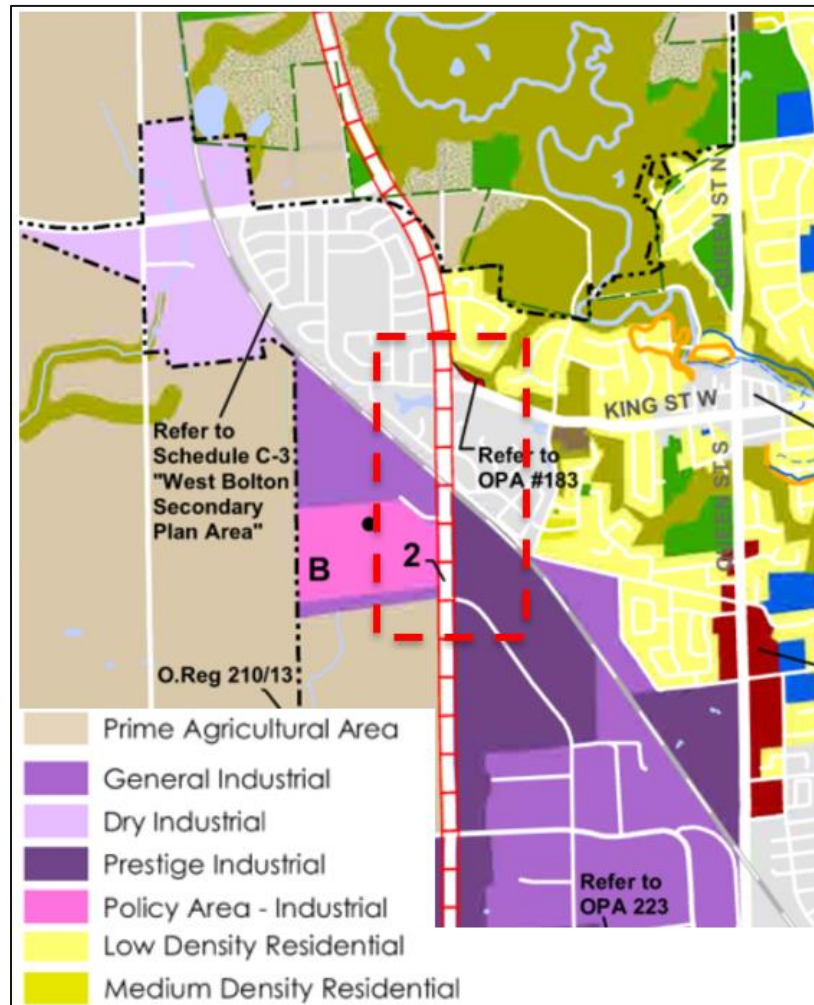 QUEEN ST N
KING ST W
Refer to
Schedule C-3
"West Bolton
Secondary
Plan Area"
Refer to
OPA #183
QUEEN ST S
B
2
O.Reg 210/13
Prime Agricultural Area
General Industrial
Dry Industrial
Prestige Industrial
Policy Area - Industrial
Low Density Residential
Medium Density Residential
Refer to
OPA 223